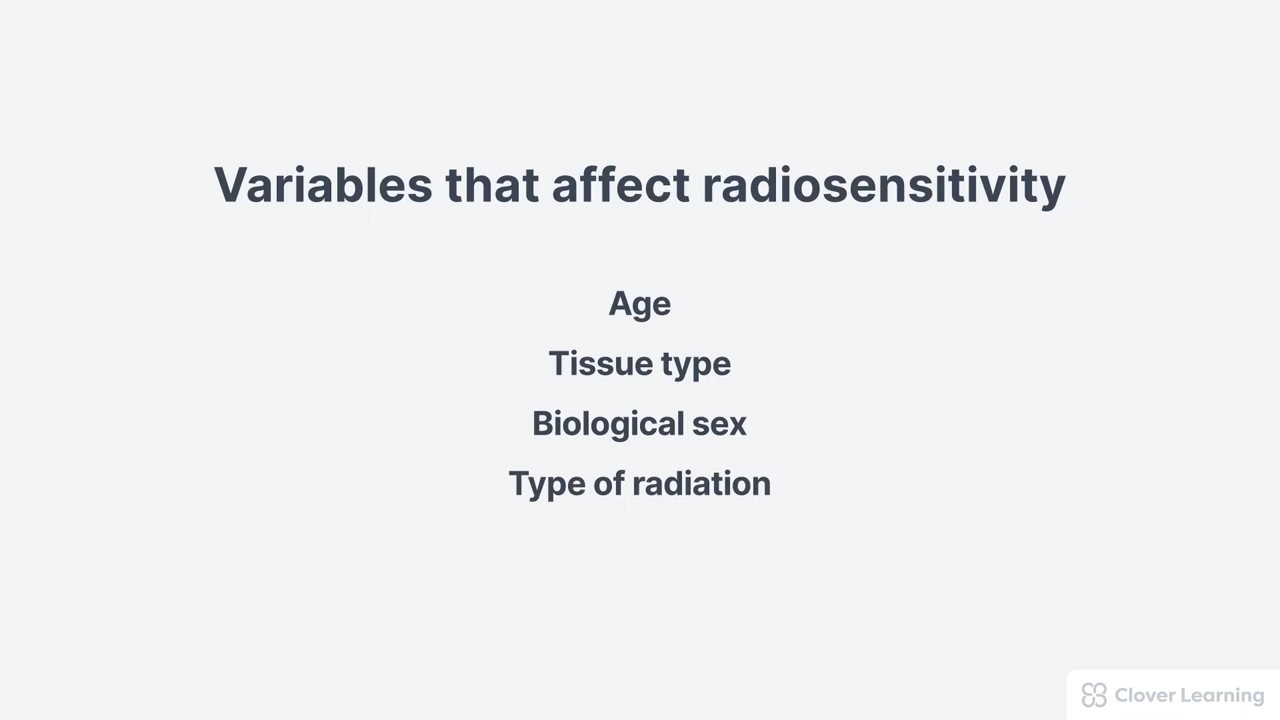 Variables that affect radiosensitivity
Age
Tissue type
Biological sex
Type of radiation
Clover Learning